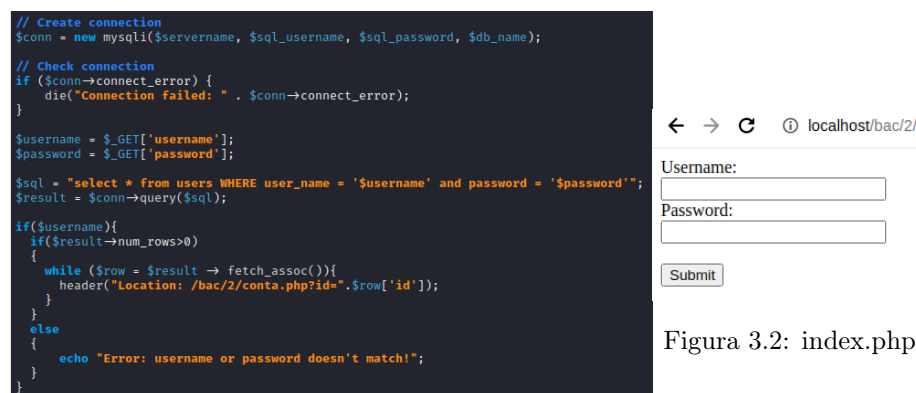 // Create connection
$conn = new mysqli($servername, $sql_username, $sql_password, $db_name);
// Check connection
if ($conn→connect_error) {
die("Connection failed: " . $conn→connect_error);
}
$username = $_GET['username'];
$password = $_GET['password'];
$sql = "select * from users WHERE user_name = '$username' and password = '$password'";
$result = $conn→query($sql);
if($username){
if($result→num_rows>0)
{
while ($row = $result → fetch_assoc()){
header("Location: /bac/2/conta.php?id=".$row['id']);
}
}
else
{
echo "Error: username or password doesn't match!";
}
}
localhost/bac/2/
Username:
Password:
Submit
Figura 3.2: index.php